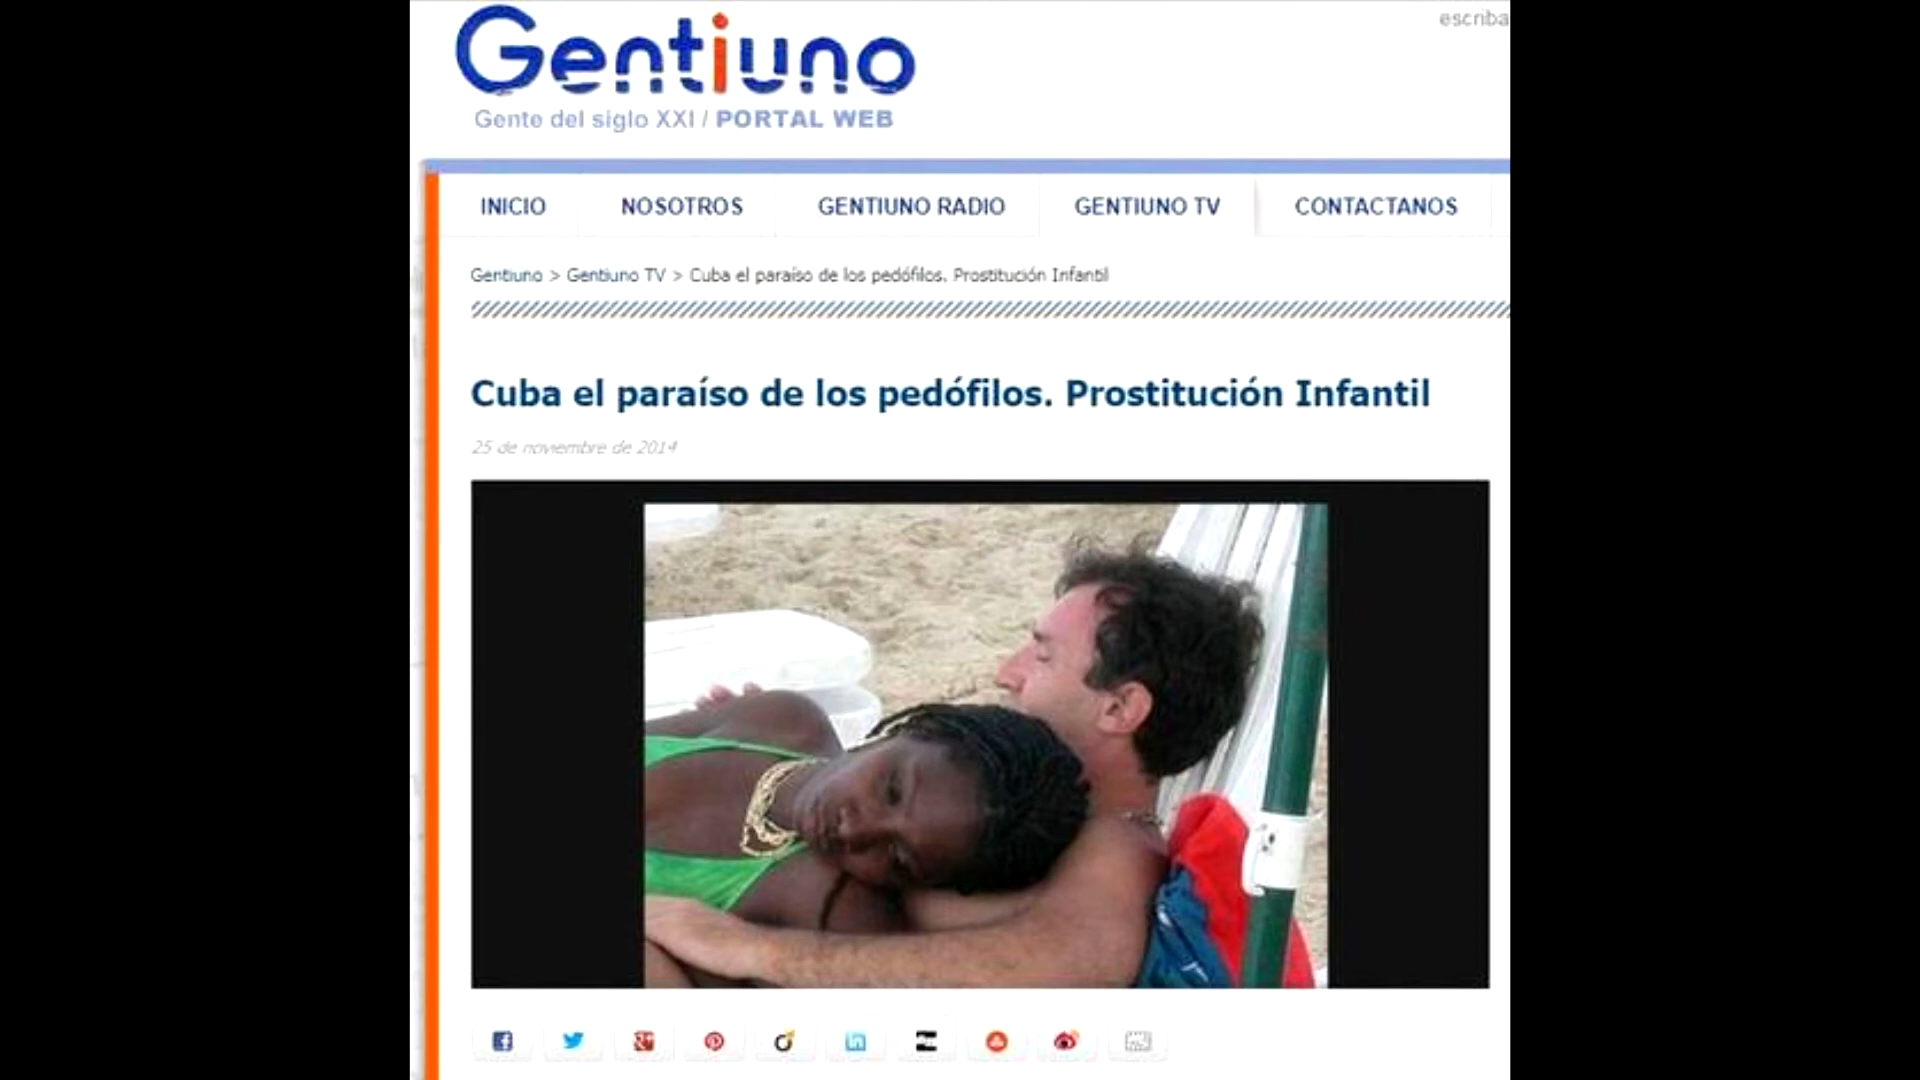 escriba
Gentiuno
Gente del siglo XXI / PORTAL WEB
INICIO NOSOTROS GENTIUNO RADIO GENTIUNO TV CONTACTANOS
Gentiuno > Gentiuno TV > Cuba el paraíso de los pedófilos. Prostitución Infantil
Cuba el paraíso de los pedófilos. Prostitución Infantil
25 de noviembre de 2014